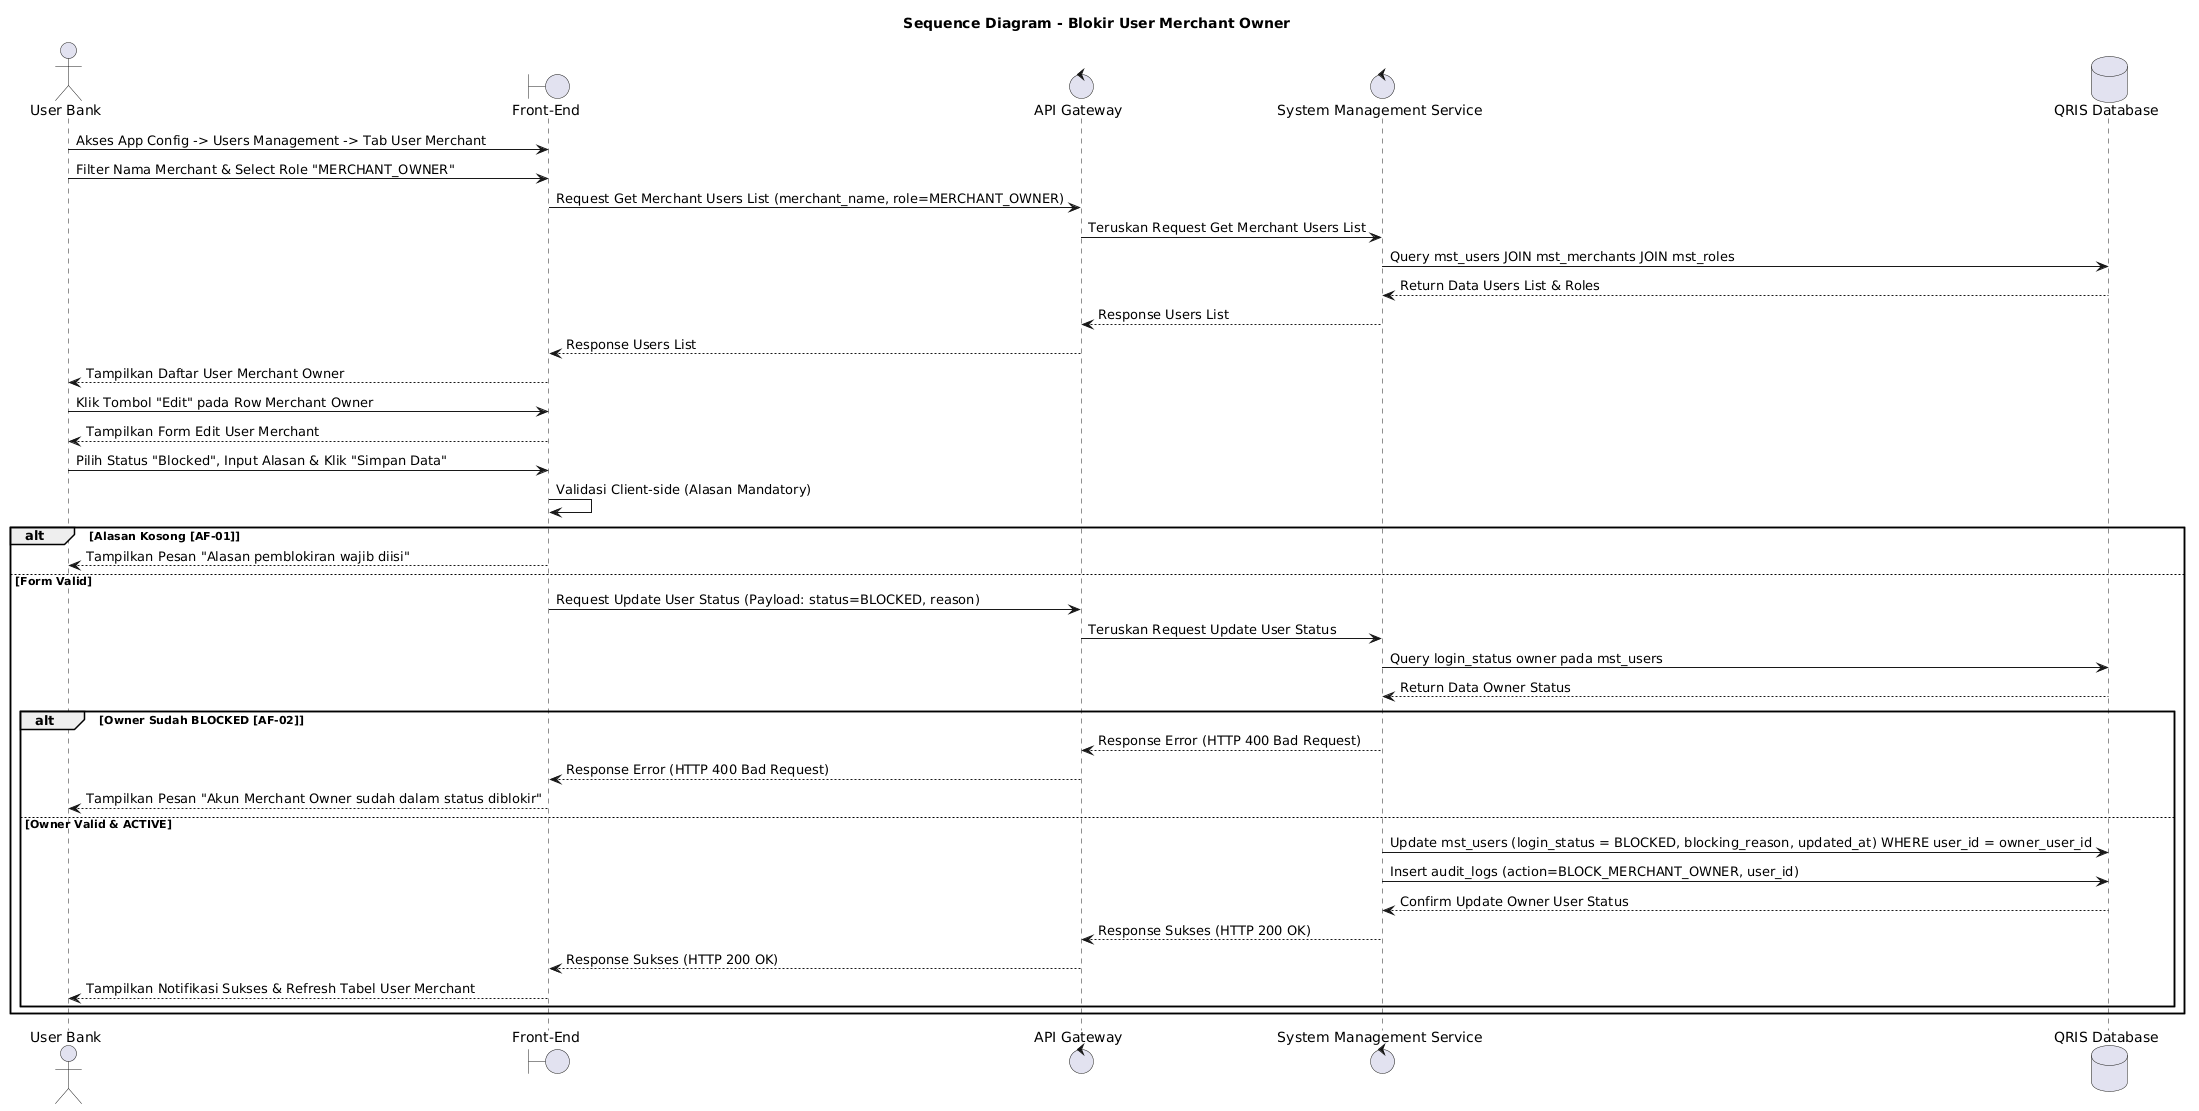 Sequence Diagram - Blokir User Merchant Owner
User Bank
Front-End
API Gateway
System Management Service
QRIS Database
Akses App Config -> Users Management -> Tab User Merchant
Filter Nama Merchant & Select Role "MERCHANT_OWNER"
Request Get Merchant Users List (merchant_name, role=MERCHANT_OWNER)
Teruskan Request Get Merchant Users List
Query mst_users JOIN mst_merchants JOIN mst_roles
Return Data Users List & Roles
Response Users List
Response Users List
Tampilkan Daftar User Merchant Owner
Klik Tombol "Edit" pada Row Merchant Owner
Tampilkan Form Edit User Merchant
Pilih Status "Blocked", Input Alasan & Klik "Simpan Data"
Validasi Client-side (Alasan Mandatory)
alt [Alasan Kosong [AF-01]]
Tampilkan Pesan "Alasan pemblokiran wajib diisi"
[Form Valid]
Request Update User Status (Payload: status=BLOCKED, reason)
Teruskan Request Update User Status
Query login_status owner pada mst_users
Return Data Owner Status
alt [Owner Sudah BLOCKED [AF-02]]
Response Error (HTTP 400 Bad Request)
Response Error (HTTP 400 Bad Request)
Tampilkan Pesan "Akun Merchant Owner sudah dalam status diblokir"
[Owner Valid & ACTIVE]
Update mst_users (login_status = BLOCKED, blocking_reason, updated_at) WHERE user_id = owner_user_id
Insert audit_logs (action=BLOCK_MERCHANT_OWNER, user_id)
Confirm Update Owner User Status
Response Sukses (HTTP 200 OK)
Response Sukses (HTTP 200 OK)
Tampilkan Notifikasi Sukses & Refresh Tabel User Merchant
User Bank
Front-End
API Gateway
System Management Service
QRIS Database